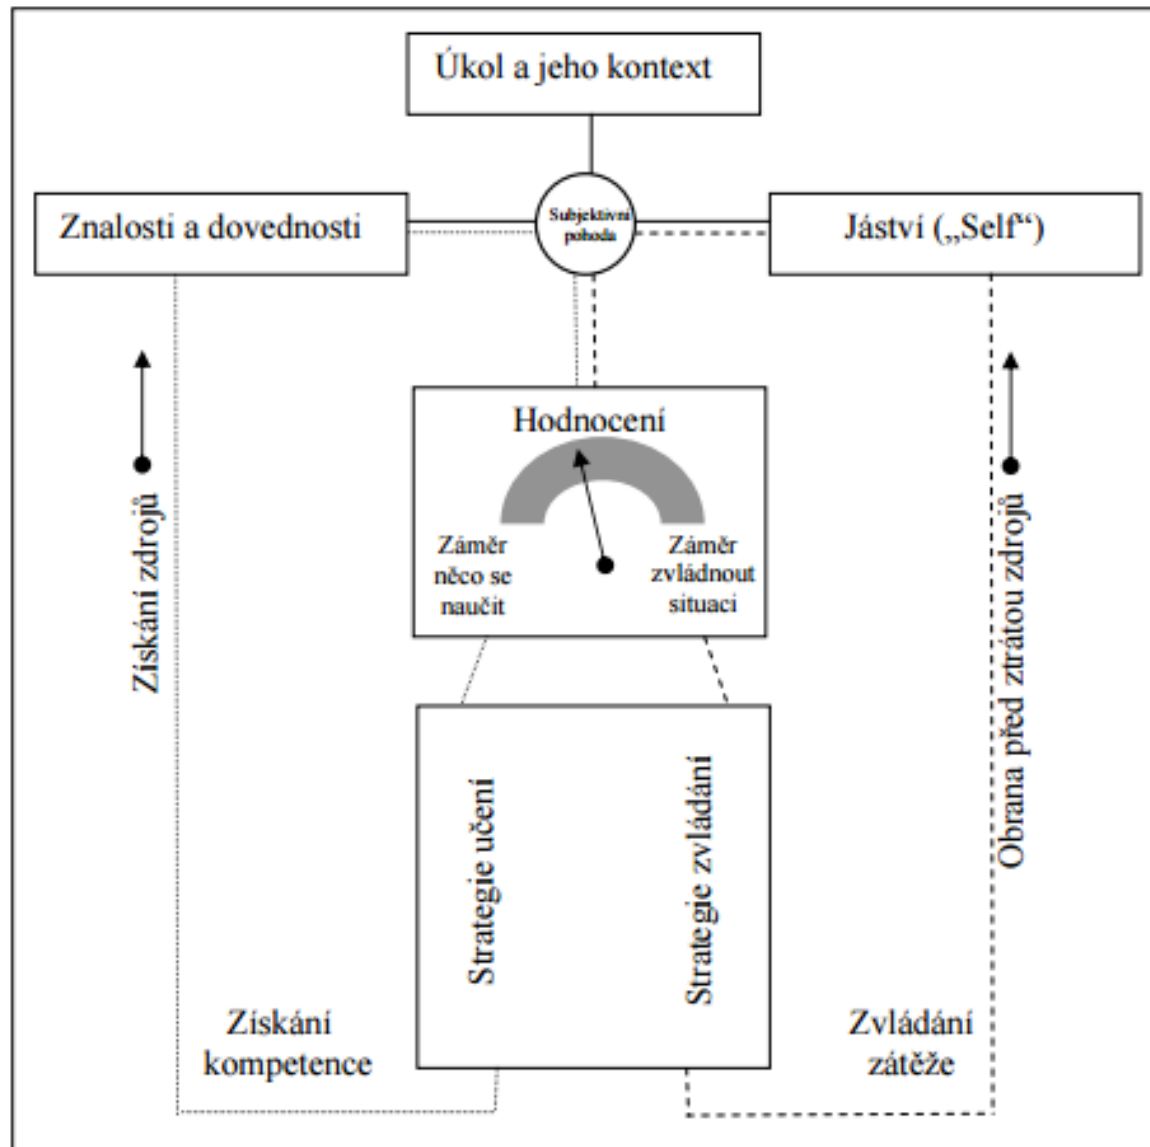 Úkol a jeho kontext
Znalosti a dovednosti
Subjektivní
pohoda
Jáství („Self“)
Hodnocení
Záměr
něco se
naučit
Záměr
zvládnout
situaci
Získání zdrojů
Obrana před ztrátou zdrojů
Strategie učení
Strategie zvládání
Získání
kompetence
Zvládání
zátěže